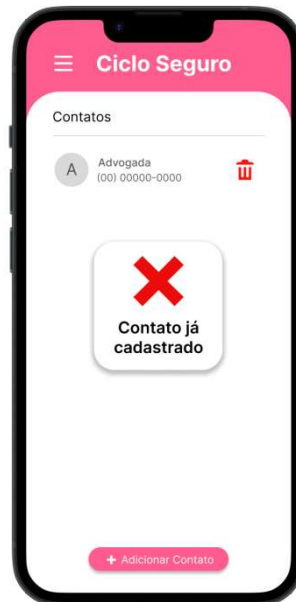 Ciclo Seguro
Contatos
A
Advogada
(00) 00000-0000
Contato já
cadastrado
+ Adicionar Contato